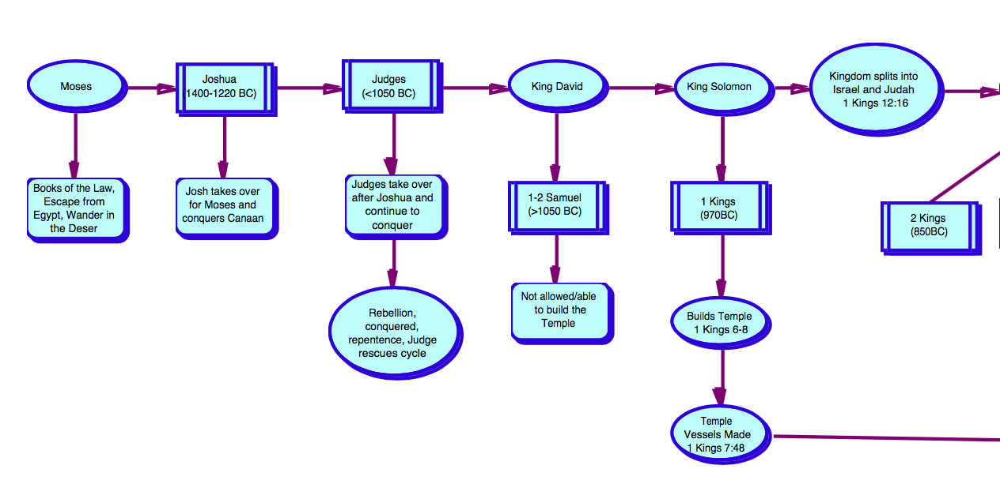 Moses
Joshua
1400-1220 BC)
Judges
(<1050 BC)
King David
King Solomon
Kingdom splits into
Israel and Judah
1 Kings 12:16
Books of the Law,
Escape from
Egypt, Wander in
the Deser
Josh takes over
for Moses and
conquers Canaan
Judges take over
after Joshua and
continue to
conquer
1-2 Samuel
(>1050 BC)
1 Kings
(970BC)
2 Kings
(850BC)
Rebellion,
conquered,
repentence, Judge
rescues cycle
Not allowed/able
to build the
Temple
Builds Temple
1 Kings 6-8
Temple
Vessels Made
1 Kings 7:48